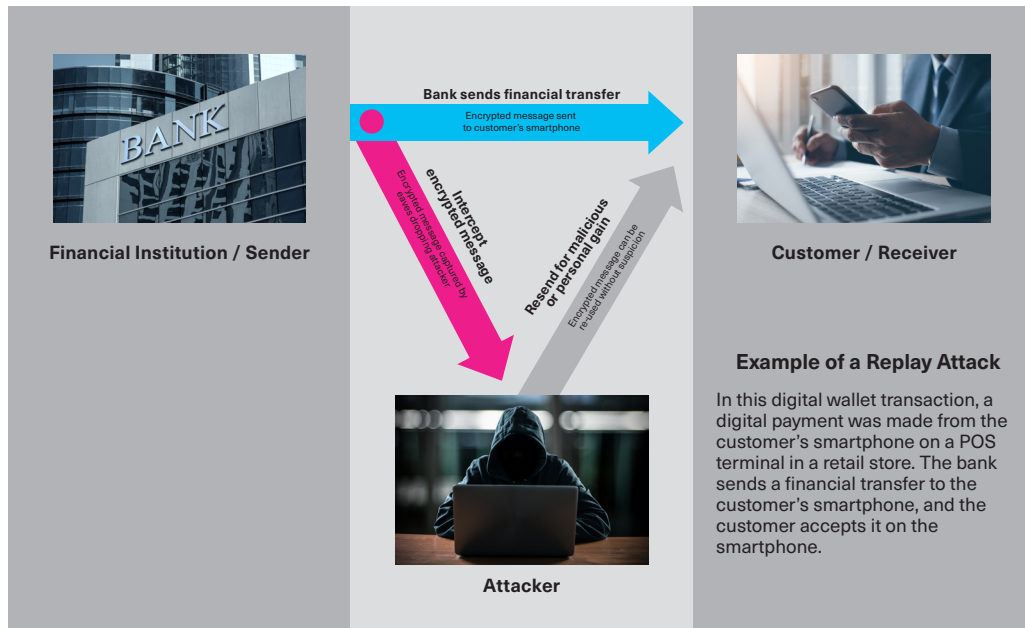 BANK
Financial Institution / Sender
Bank sends financial transfer
Encrypted message sent
to customer's smartphone
Intercept
encrypted message
Encrypted message captured by
eaves dropping attacker
Resend for malicious
or personal gain
Encrypted message can be
re-used without suspicion
Attacker
Customer / Receiver
Example of a Replay Attack
In this digital wallet transaction, a
digital payment was made from the
customer's smartphone on a POS
terminal in a retail store. The bank
sends a financial transfer to the
customer's smartphone, and the
customer accepts it on the
smartphone.